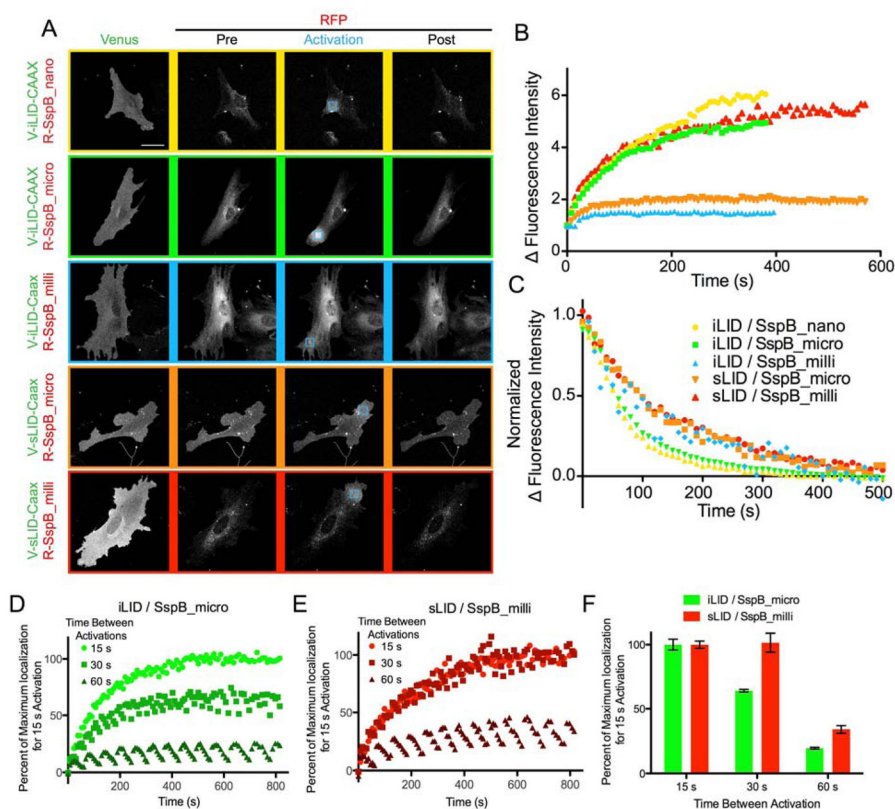 A
RFP
Venus
Pre
Activation
Post
V-iLID-CAAX
R-SspB_nano
V-iLID-CAAX
R-SspB_micro
V-iLID-Caax
R-SspB_milli
V-sLID-Caax
R-SspB_micro
V-sLID-Caax
R-SspB_milli
B
Δ Fluorescence Intensity
6
4
2
0
0
200
400
600
Time (s)
C
Normalized
Δ Fluorescence Intensity
1.0
0.5
0.0
100
200
300
400
500
Time (s)
iLID / SspB_nano
iLID / SspB_micro
iLID / SspB_milli
sLID / SspB_micro
sLID / SspB_milli
D
iLID / SspB_micro
Time Between
Activations
15 s
30 s
60 s
Percent of Maximum localization
for 15 s Activation
100
50
0
200
400
600
800
Time (s)
E
sLID / SspB_milli
Time Between
Activations
15 s
30 s
60 s
Percent of Maximum localization
for 15 s Activation
100
50
0
200
400
600
800
Time (s)
F
iLID / SspB_micro
sLID / SspB_milli
Percent of Maximum localization
for 15 s Activation
100
50
0
15 s
30 s
60 s
Time Between Activation